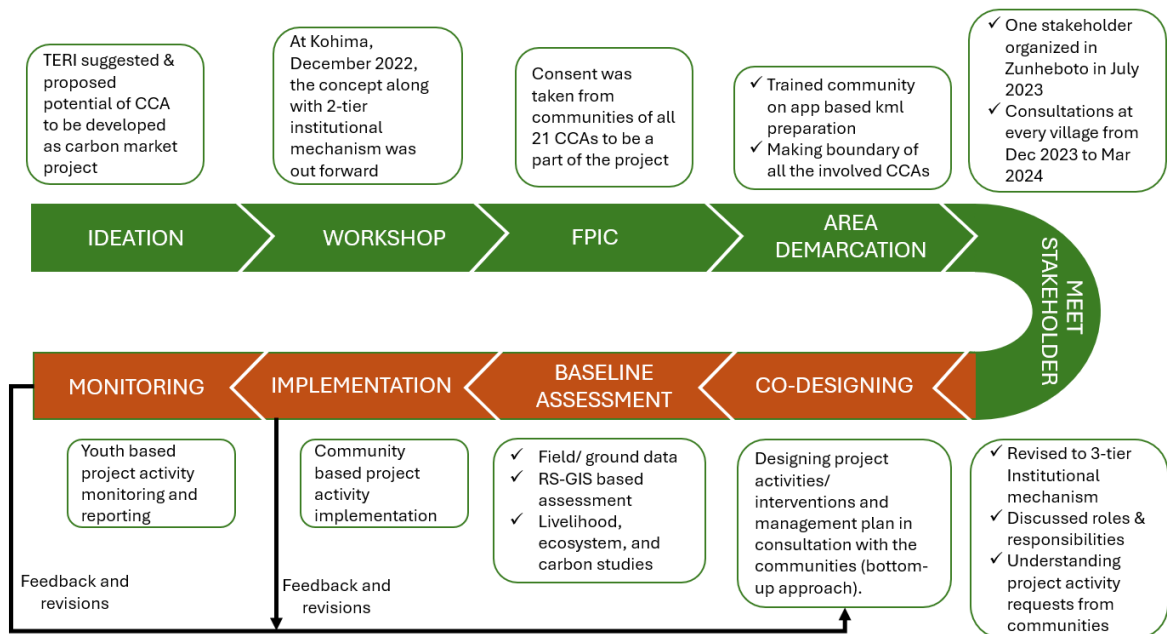 TERI suggested &
proposed
potential of CCA
to be developed
as carbon market
project
At Kohima,
December 2022,
the concept along
with 2-tier
institutional
mechanism was
out forward
Consent was
taken from
communities of all
21 CCAs to be a
part of the project
✓ Trained community
on app based kml
preparation
✓ Making boundary of
all the involved CCAs
✓ One stakeholder
organized in
Zunheboto in July
2023
✓ Consultations at
every village from
Dec 2023 to Mar
2024
IDEATION
WORKSHOP
FPIC
AREA
DEMARCATION
MEET
STAKEHOLDER
MONITORING
IMPLEMENTATION
BASELINE
ASSESSMENT
CO-DESIGNING
Youth based
project activity
monitoring and
reporting
Community
based project
activity
implementation
✓ Field/ ground data
✓ RS-GIS based
assessment
✓ Livelihood,
ecosystem, and
carbon studies
Designing project
activities/
interventions and
management plan in
consultation with the
communities (bottom-
up approach).
✓ Revised to 3-tier
Institutional
mechanism
✓ Discussed roles &
responsibilities
✓ Understanding
project activity
requests from
communities
Feedback and
revisions
Feedback and
revisions